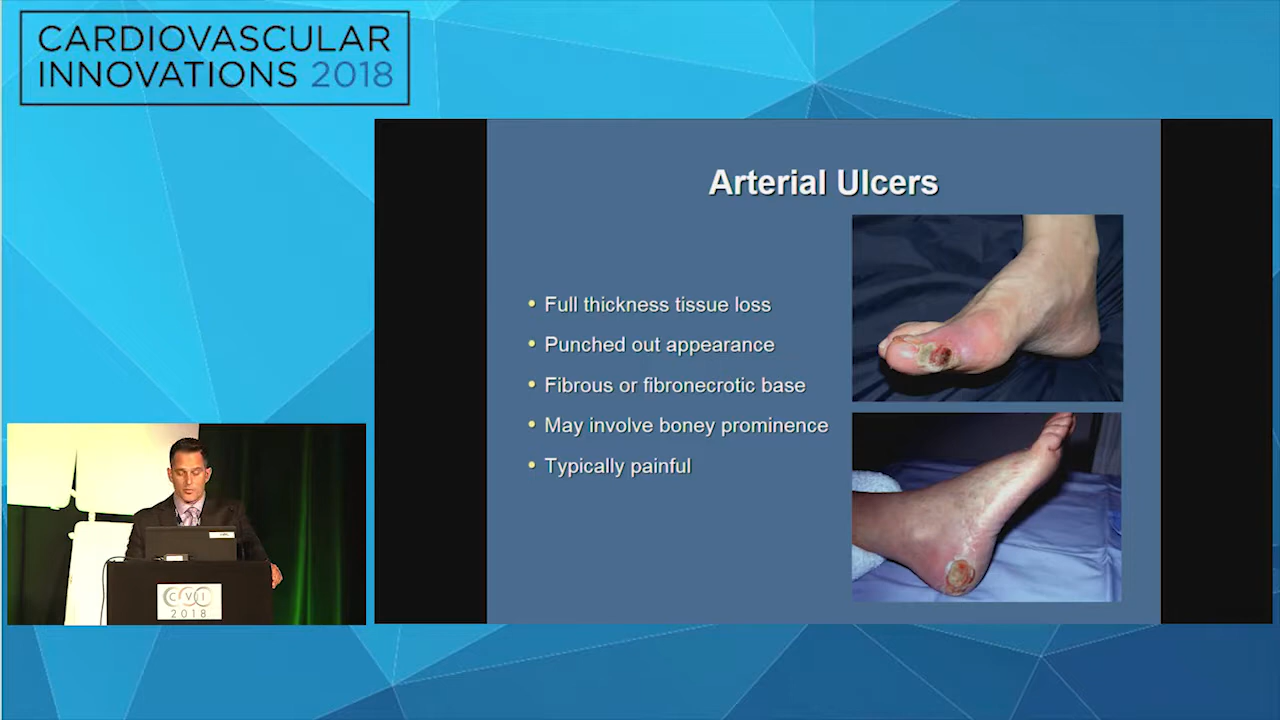 CARDIOVASCULAR
INNOVATIONS 2018
Arterial Ulcers
• Full thickness tissue loss
• Punched out appearance
• Fibrous or fibronecrotic base
• May involve boney prominence
• Typically painful
CVI
2018